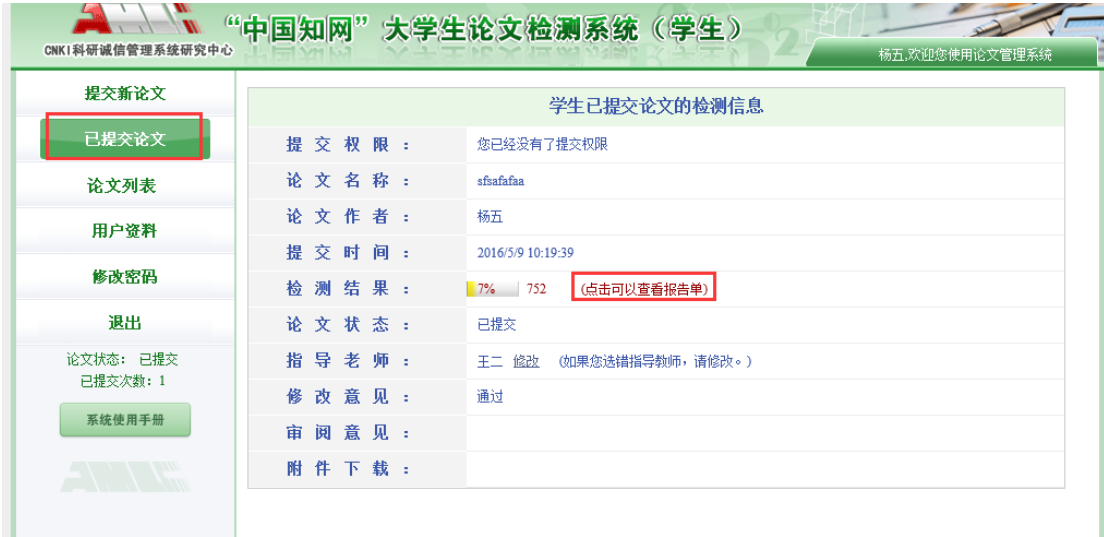 “中国知网”大学生论文检测系统（学生）
CNKI科研诚信管理系统研究中心
杨五,欢迎您使用论文管理系统
提交新论文
已提交论文
论文列表
用户资料
修改密码
退出
论文状态： 已提交
已提交次数：1
系统使用手册
学生已提交论文的检测信息
提交权限： 您已经没有了提交权限
论文名称： sfsafafaa
论文作者： 杨五
提交时间： 2016/5/9 10:19:39
检测结果： 7% 752 (点击可以查看报告单)
论文状态： 已提交
指导老师： 王二 修改 (如果您选错指导教师，请修改。)
修改意见： 通过
审阅意见：
附件下载：